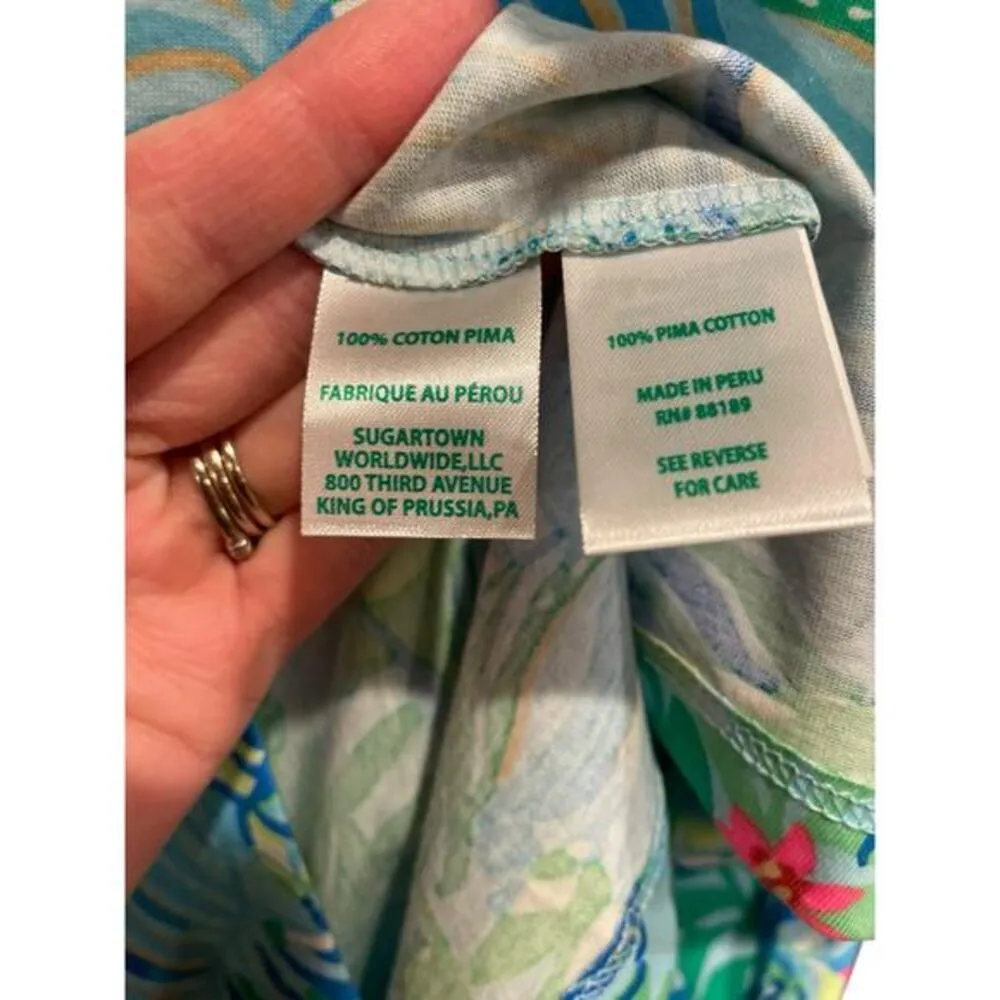 100% COTON PIMA
FABRIQUE AU PÉROU
SUGARTOWN
WORLDWIDE,LLC
800 THIRD AVENUE
KING OF PRUSSIA,PA
100% PIMA COTTON
MADE IN PERU
RN# 88189
SEE REVERSE
FOR CARE